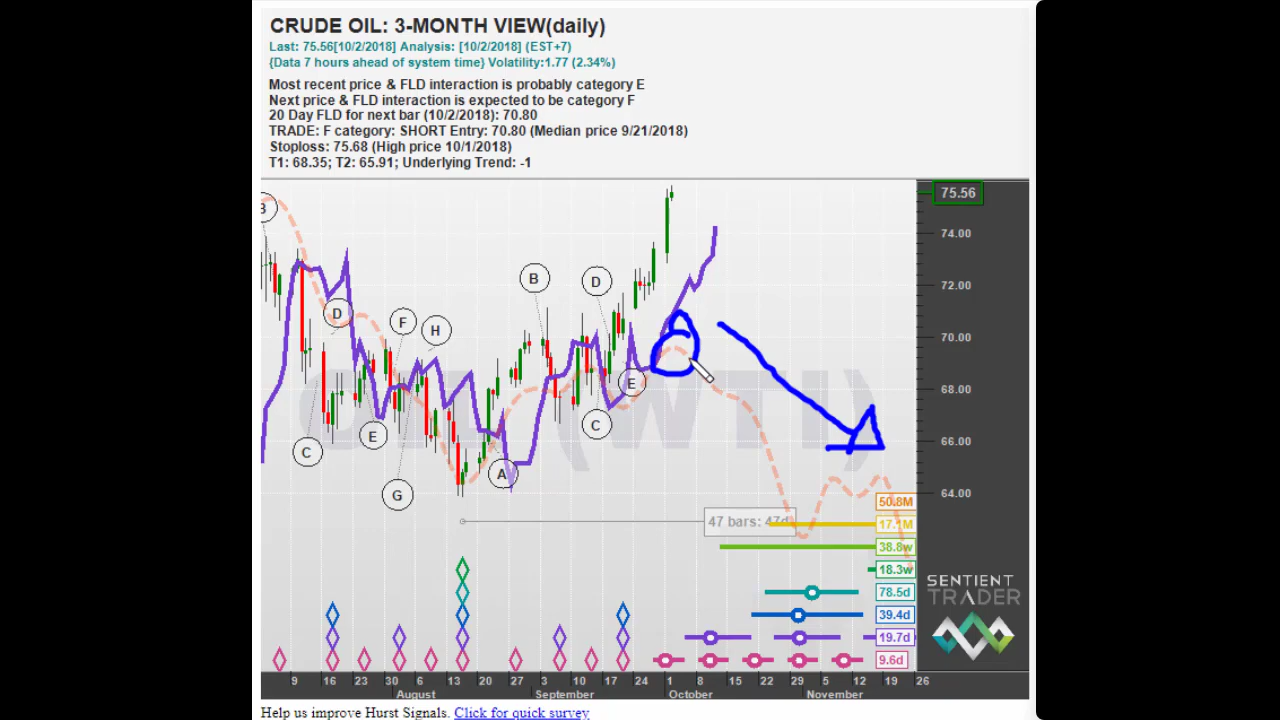 CRUDE OIL: 3-MONTH VIEW(daily)
Last: 75.56[10/2/2018] Analysis: [10/2/2018] (EST+7)
{Data 7 hours ahead of system time} Volatility:1.77 (2.34%)
Most recent price & FLD interaction is probably category E
Next price & FLD interaction is expected to be category F
20 Day FLD for next bar (10/2/2018): 70.80
TRADE: F category: SHORT Entry: 70.80 (Median price 9/21/2018)
Stoploss: 75.68 (High price 10/1/2018)
T1: 68.35; T2: 65.91; Underlying Trend: -1
75.56
B
74.00
B
D
72.00
D
F
H
70.00
E
68.00
C
E
C
66.00
A
G
64.00
50.8M
47 bars: 47d
17.1M
38.8w
18.3w
SENTIENT
TRADER
78.5d
39.4d
19.7d
9.6d
9 16 23 30 6 13 20 27 3 10 17 24 1 8 15 22 29 5 12 19 26
August September October November
Help us improve Hurst Signals. Click for quick survey